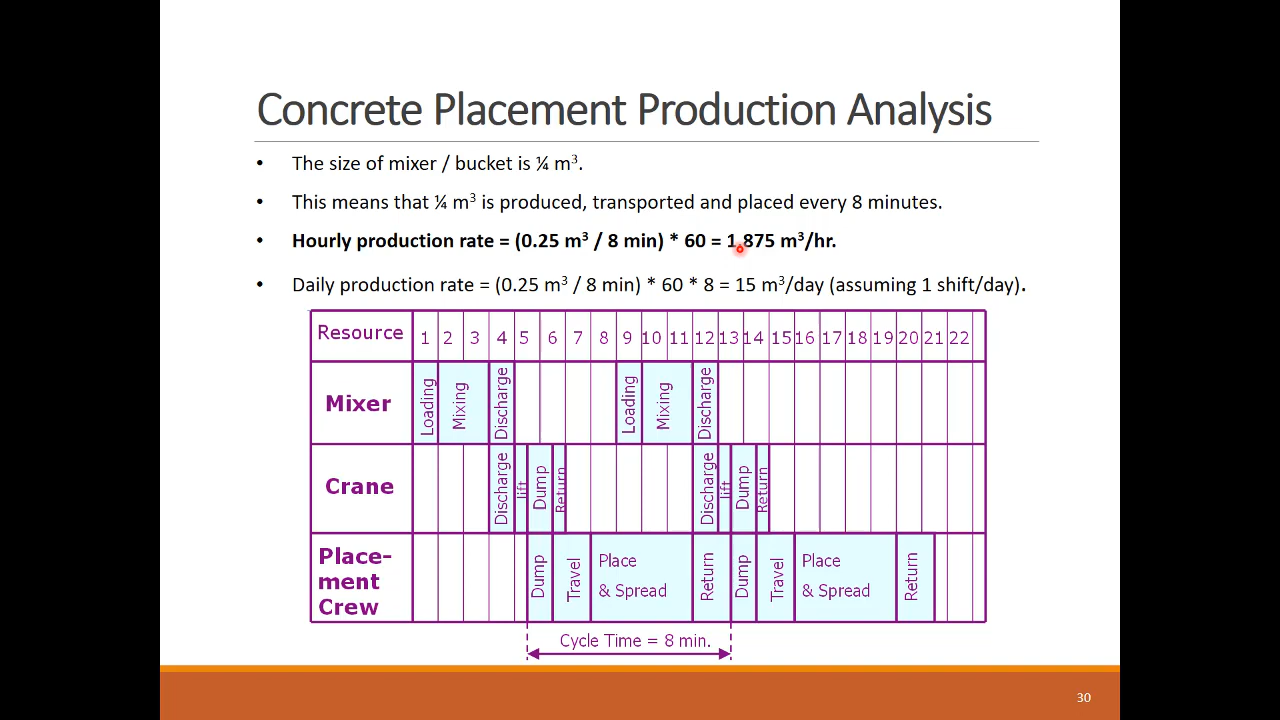 Concrete Placement Production Analysis
• The size of mixer / bucket is ¼ m³.
• This means that ¼ m³ is produced, transported and placed every 8 minutes.
• Hourly production rate = (0.25 m³ / 8 min) * 60 = 1.875 m³/hr.
• Daily production rate = (0.25 m³ / 8 min) * 60 * 8 = 15 m³/day (assuming 1 shift/day).
Resource 1 2 3 4 5 6 7 8 9 10 11 12 13 14 15 16 17 18 19 20 21 22
Mixer Loading Mixing Discharge Loading Mixing Discharge
Crane Discharge lift Dump Return Discharge lift Dump Return
Place-
ment
Crew
Dump Travel
Place
& Spread
Return Dump Travel
Place
& Spread
Return
Cycle Time = 8 min.
30